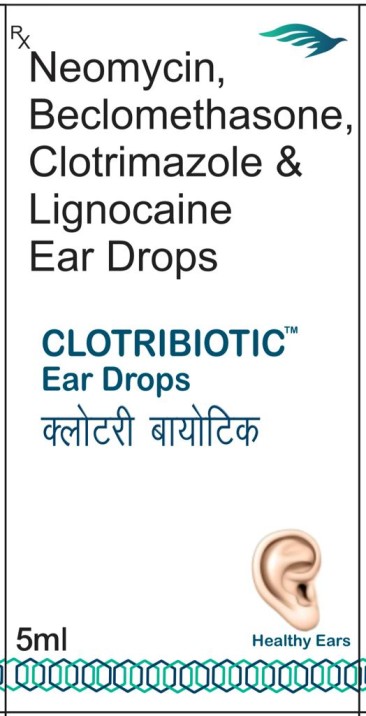 Rx
Neomycin,
Beclomethasone,
Clotrimazole &
Lignocaine
Ear Drops
CLOTRIBIOTIC™
Ear Drops
क्लोटरी बायोटिक
Healthy Ears
5ml